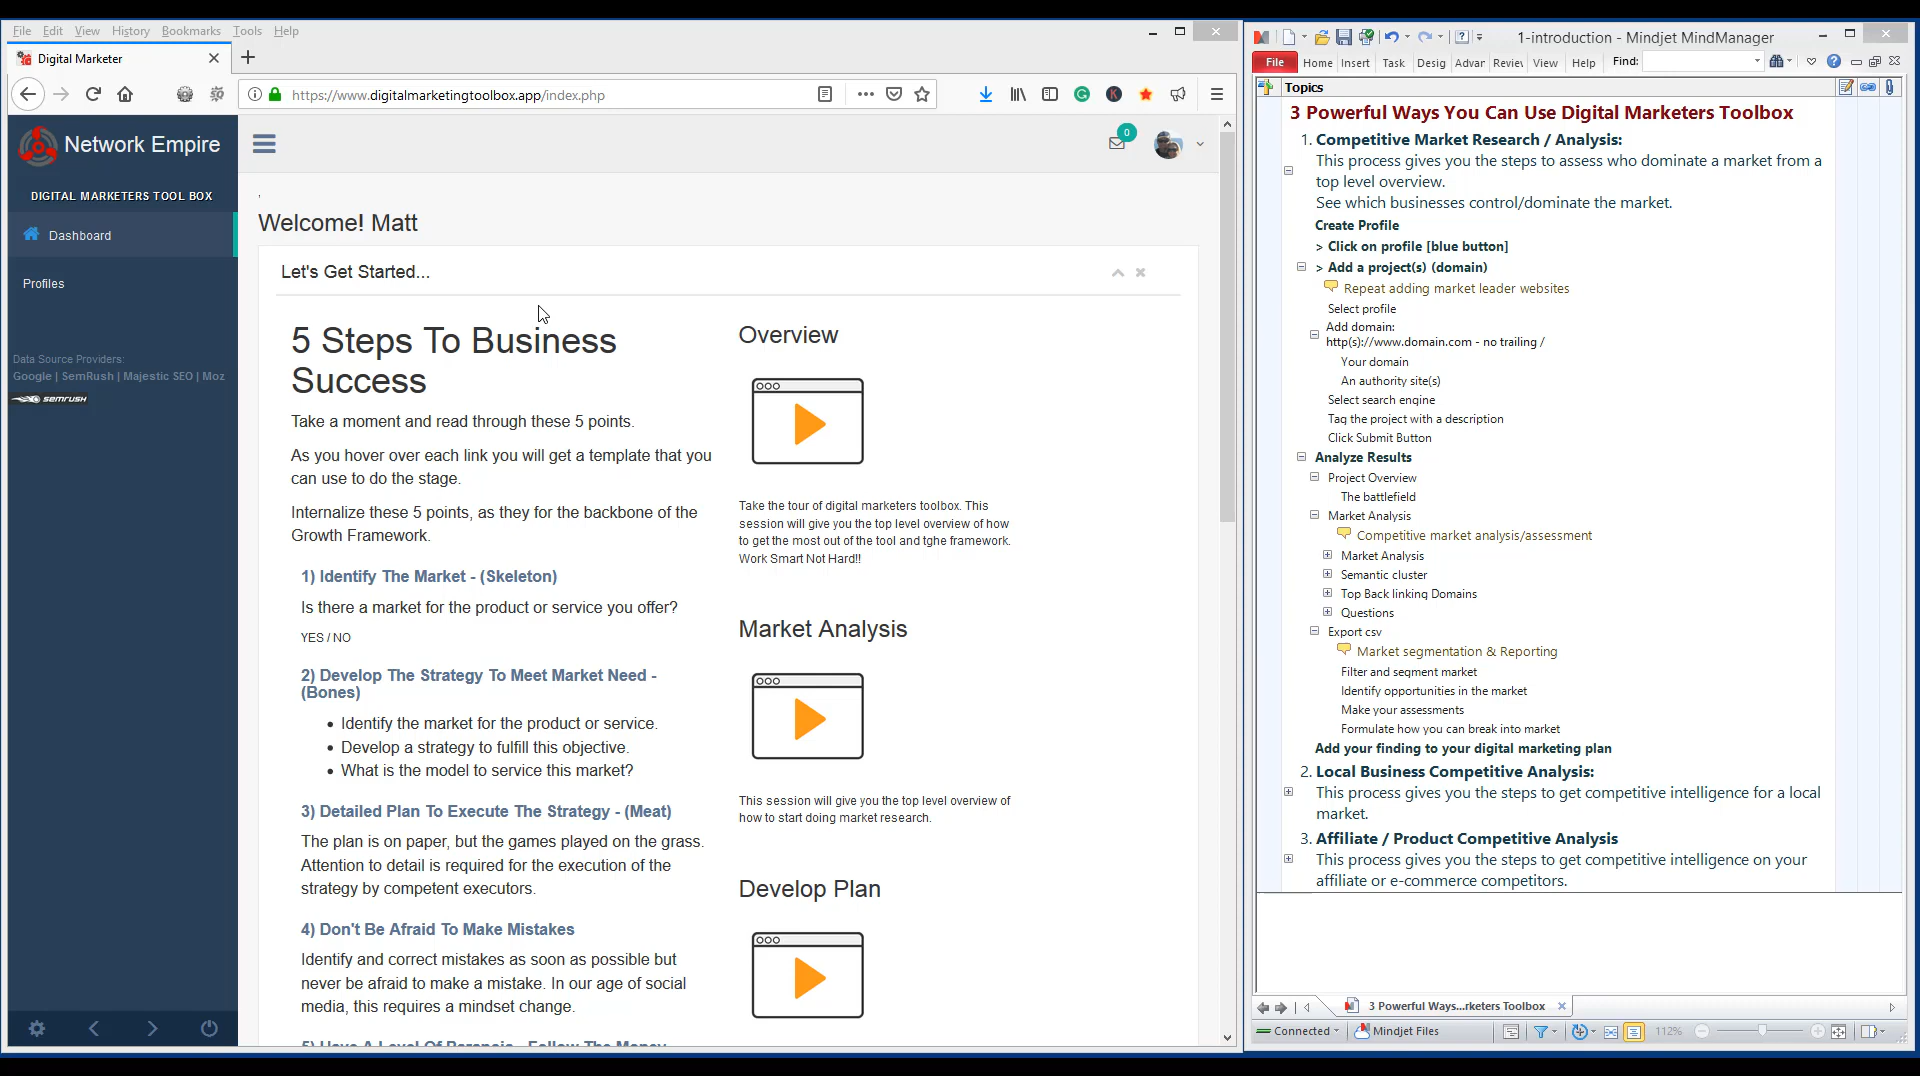 File Edit View History Bookmarks Tools Help
Digital Marketer
https://www.digitalmarketingtoolbox.app/index.php
Network Empire
DIGITAL MARKETERS TOOL BOX
Dashboard
Profiles
Data Source Providers:
Google | SemRush | Majestic SEO | Moz
SEMRUSH
0
Welcome! Matt
Let's Get Started...
5 Steps To Business
Success
Take a moment and read through these 5 points.
As you hover over each link you will get a template that you
can use to do the stage.
Internalize these 5 points, as they for the backbone of the
Growth Framework.
1) Identify The Market - (Skeleton)
Is there a market for the product or service you offer?
YES / NO
2) Develop The Strategy To Meet Market Need -
(Bones)
Identify the market for the product or service.
Develop a strategy to fulfill this objective.
What is the model to service this market?
3) Detailed Plan To Execute The Strategy - (Meat)
The plan is on paper, but the games played on the grass.
Attention to detail is required for the execution of the
strategy by competent executors.
4) Don't Be Afraid To Make Mistakes
Identify and correct mistakes as soon as possible but
never be afraid to make a mistake. In our age of social
media, this requires a mindset change.
5) Have A Level Of Paranoia - Follow The Money
Overview
Take the tour of digital marketers toolbox. This
session will give you the top level overview of how
to get the most out of the tool and tghe framework.
Work Smart Not Hard!!
Market Analysis
This session will give you the top level overview of
how to start doing market research.
Develop Plan
1-introduction - Mindjet MindManager
File Home Insert Task Desig Advar Review View Help Find:
Topics
3 Powerful Ways You Can Use Digital Marketers Toolbox
1. Competitive Market Research / Analysis:
This process gives you the steps to assess who dominate a market from a
top level overview.
See which businesses control/dominate the market.
Create Profile
> Click on profile [blue button]
> Add a project(s) (domain)
Repeat adding market leader websites
Select profile
Add domain:
http(s)://www.domain.com - no trailing /
Your domain
An authority site(s)
Select search engine
Tag the project with a description
Click Submit Button
Analyze Results
Project Overview
The battlefield
Market Analysis
Competitive market analysis/assessment
Market Analysis
Semantic cluster
Top Back linking Domains
Questions
Export csv
Market segmentation & Reporting
Filter and segment market
Identify opportunities in the market
Make your assessments
Formulate how you can break into market
Add your finding to your digital marketing plan
2. Local Business Competitive Analysis:
This process gives you the steps to get competitive intelligence for a local
market.
3. Affiliate / Product Competitive Analysis
This process gives you the steps to get competitive intelligence on your
affiliate or e-commerce competitors.
3 Powerful Ways...rketers Toolbox
Connected Mindjet Files 112%